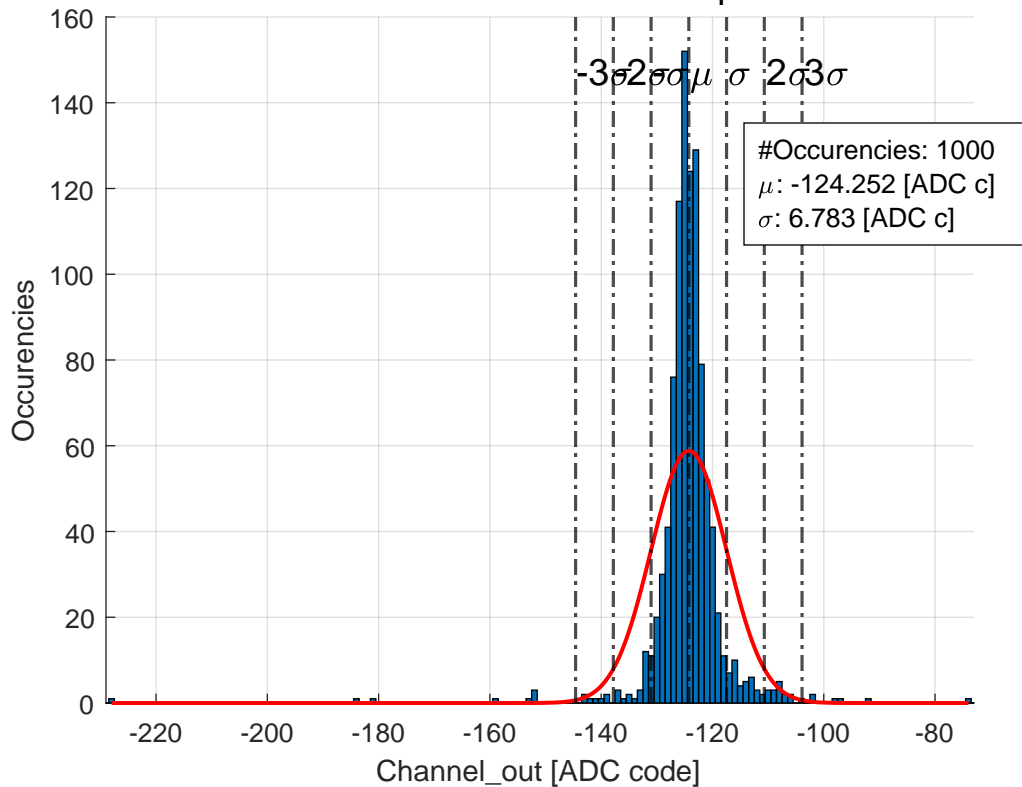 160
140
120
100
80
60
40
20
0
-3σ
-2σ
-σ
μ
σ
2σ
3σ
#Occurencies: 1000
μ: -124.252 [ADC c]
σ: 6.783 [ADC c]
Occurencies
-220
-200
-180
-160
-140
-120
-100
-80
Channel_out [ADC code]